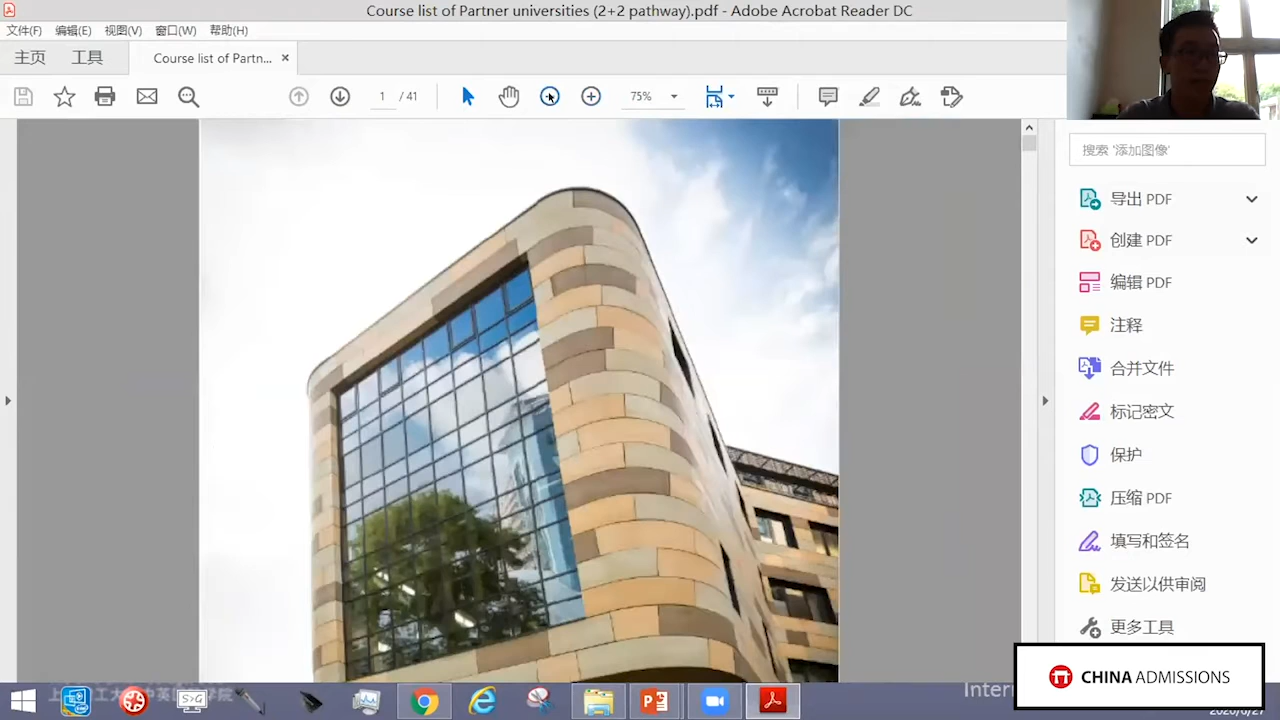 Course list of Partner universities (2+2 pathway).pdf - Adobe Acrobat Reader DC
文件(F) 编辑(E) 视图(V) 窗口(W) 帮助(H)
主页 工具 Course list of Partn... ×
1 / 41 75%
搜索 '添加图像'
导出 PDF
创建 PDF
编辑 PDF
注释
合并文件
标记密文
保护
压缩 PDF
填写和签名
发送以供审阅
更多工具
CHINA ADMISSIONS
Inter
2020/6/27